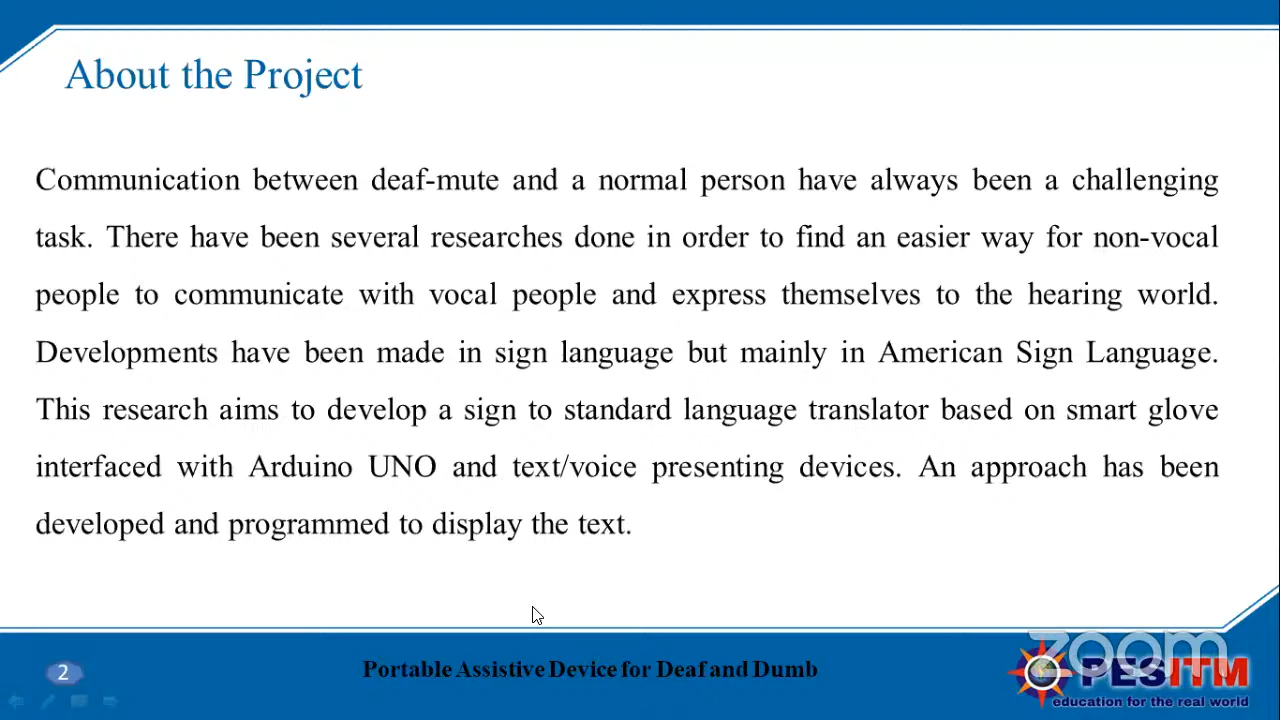 About the Project
Communication between deaf-mute and a normal person have always been a challenging
task. There have been several researches done in order to find an easier way for non-vocal
people to communicate with vocal people and express themselves to the hearing world.
Developments have been made in sign language but mainly in American Sign Language.
This research aims to develop a sign to standard language translator based on smart glove
interfaced with Arduino UNO and text/voice presenting devices. An approach has been
developed and programmed to display the text.
zoom
2
Portable Assistive Device for Deaf and Dumb
PESITM
education for the real world